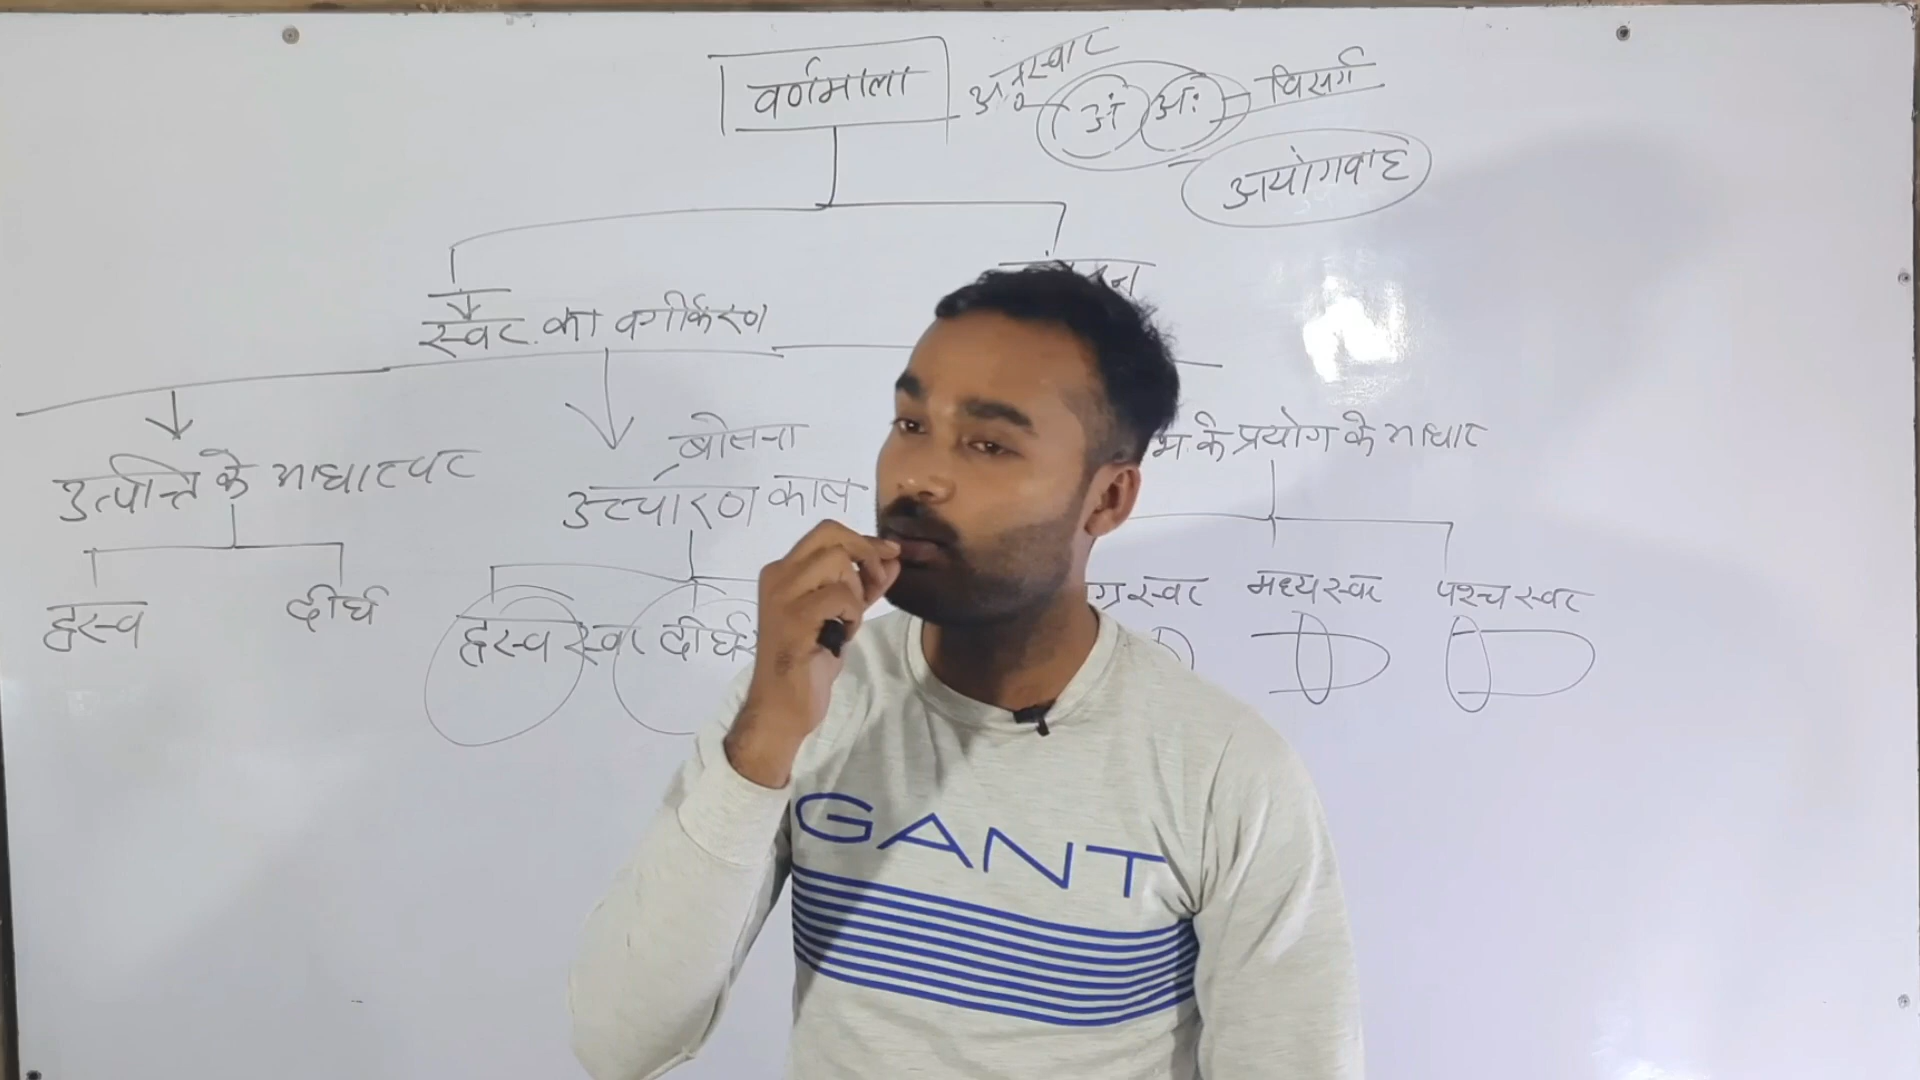 वर्णमाला
अनुस्वार
अं अः
विसर्ग
अयोगवाह
स्वर का वर्गीकरण
उत्पत्ति के आधार पर
ह्रस्व दीर्घ
बोलना
उच्चारण काल
ह्रस्व स्वर दीर्घ
के प्रयोग के आधार
ग्र स्वर मध्य स्वर पश्च स्वर
GANT